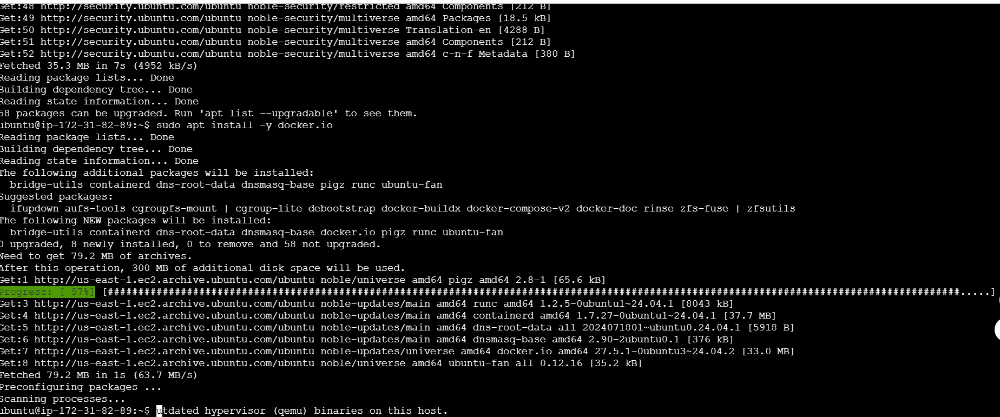 Get:48 http://security.ubuntu.com/ubuntu noble-security/restricted amd64 Components [212 B]
Get:49 http://security.ubuntu.com/ubuntu noble-security/multiverse amd64 Packages [18.5 kB]
Get:50 http://security.ubuntu.com/ubuntu noble-security/multiverse Translation-en [4288 B]
Get:51 http://security.ubuntu.com/ubuntu noble-security/multiverse amd64 Components [212 B]
Get:52 http://security.ubuntu.com/ubuntu noble-security/multiverse amd64 c-n-f Metadata [380 B]
Fetched 35.3 MB in 7s (4952 kB/s)
Reading package lists... Done
Building dependency tree... Done
Reading state information... Done
58 packages can be upgraded. Run 'apt list --upgradable' to see them.
ubuntu@ip-172-31-82-89:~$ sudo apt install -y docker.io
Reading package lists... Done
Building dependency tree... Done
Reading state information... Done
The following additional packages will be installed:
  bridge-utils containerd dns-root-data dnsmasq-base pigz runc ubuntu-fan
Suggested packages:
  ifupdown aufs-tools cgroupfs-mount | cgroup-lite debootstrap docker-buildx docker-compose-v2 docker-doc rinse zfs-fuse | zfsutils
The following NEW packages will be installed:
  bridge-utils containerd dns-root-data dnsmasq-base docker.io pigz runc ubuntu-fan
0 upgraded, 8 newly installed, 0 to remove and 58 not upgraded.
Need to get 79.2 MB of archives.
After this operation, 300 MB of additional disk space will be used.
Get:1 http://us-east-1.ec2.archive.ubuntu.com/ubuntu noble/universe amd64 pigz amd64 2.8-1 [65.6 kB]
Progress: [ 97%] [############################################################################################################################################.....]
Get:3 http://us-east-1.ec2.archive.ubuntu.com/ubuntu noble-updates/main amd64 runc amd64 1.2.5-0ubuntu1~24.04.1 [8043 kB]
Get:4 http://us-east-1.ec2.archive.ubuntu.com/ubuntu noble-updates/main amd64 containerd amd64 1.7.27-0ubuntu1~24.04.1 [37.7 MB]
Get:5 http://us-east-1.ec2.archive.ubuntu.com/ubuntu noble-updates/main amd64 dns-root-data all 2024071801~ubuntu0.24.04.1 [5918 B]
Get:6 http://us-east-1.ec2.archive.ubuntu.com/ubuntu noble-updates/main amd64 dnsmasq-base amd64 2.90-2ubuntu0.1 [376 kB]
Get:7 http://us-east-1.ec2.archive.ubuntu.com/ubuntu noble-updates/universe amd64 docker.io amd64 27.5.1-0ubuntu3~24.04.2 [33.0 MB]
Get:8 http://us-east-1.ec2.archive.ubuntu.com/ubuntu noble/universe amd64 ubuntu-fan all 0.12.16 [35.2 kB]
Fetched 79.2 MB in 1s (63.7 MB/s)
Preconfiguring packages ...
Scanning processes...
ubuntu@ip-172-31-82-89:~$ utdated hypervisor (qemu) binaries on this host.